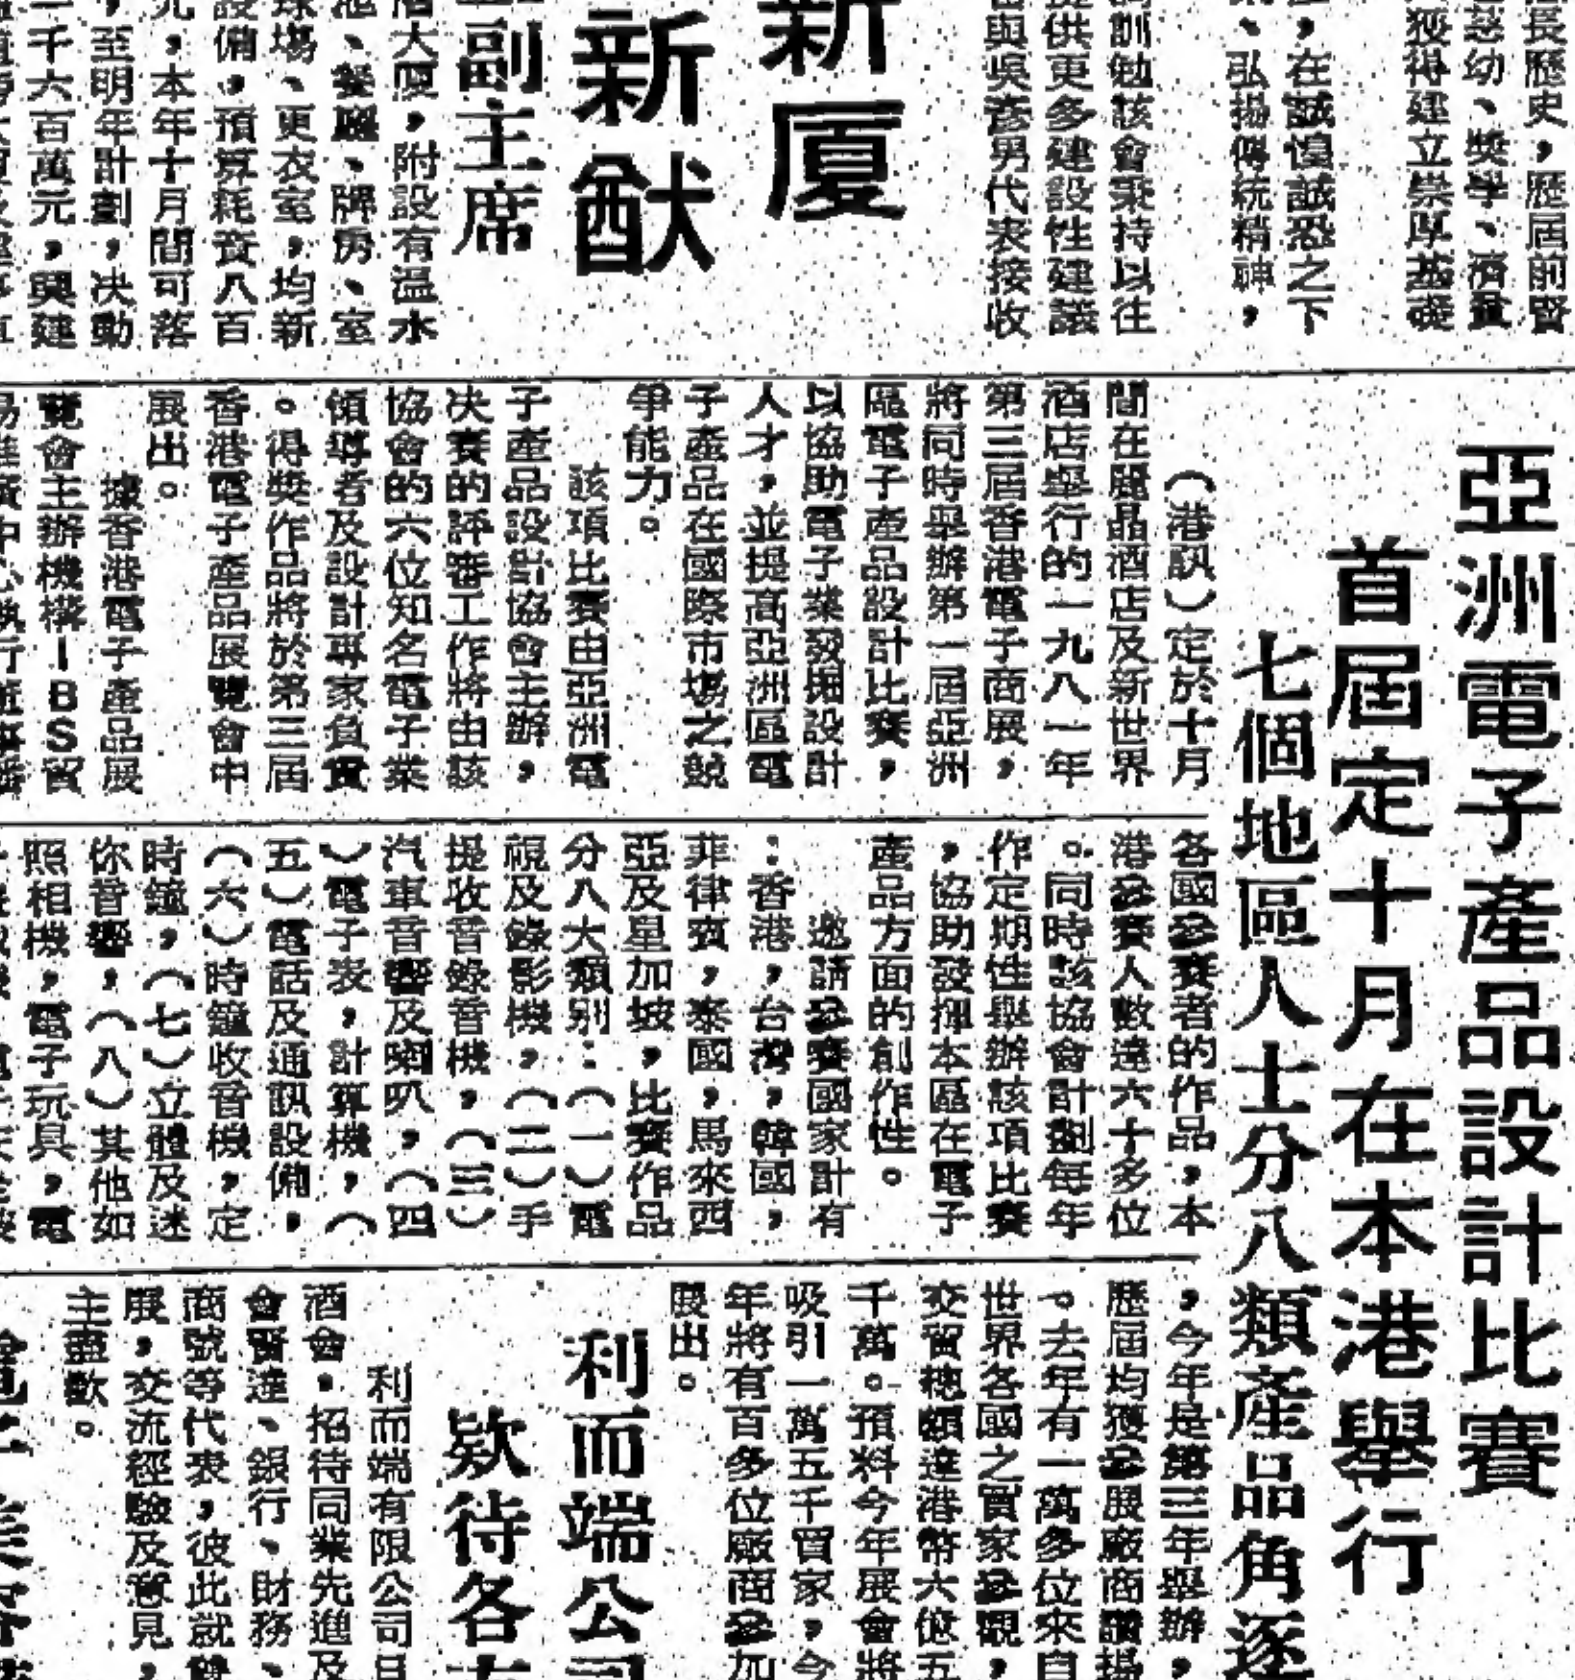 長歷史，歷屆前賢
慈幼、獎學、濟貧
獲得建立崇厚基礎
，在誠惶誠恐之下
、弘揚傳統精神，
訓勉該會秉持以往
提供更多建設性建議
與吳彥男代表接收
新廈
新猷
副主席
酒大廈，附設有溫水
池、餐廳、牌房、室
球場、更衣室，均新
設備，預算耗資八百
，本年十月間可落
，至明年計劃，決動
千六百萬元，興建
亞洲電子產品設計比賽
首屆定十月在本港舉行
七個地區人士分八類產品角逐
（港訊）定於十月
間在麗晶酒店及新世界
酒店舉行的一九八一年
第三屆香港電子商展，
將同時舉辦第一屆亞洲
區電子產品設計比賽，
以協助電子業發掘設計
人才，並提高亞洲區電
子產品在國際市場之競
爭能力。
該項比賽由亞洲電
子產品設計協會主辦，
決賽的評審工作將由該
協會的六位知名電子業
領導者及設計專家負責
。得獎作品將於第三屆
香港電子產品展覽會中
展出。
據香港電子產品展
覽會主辦機構—IBS貿
各國參賽者的作品，本
港參賽人數達六十多位
。同時該協會計劃每年
作定期性舉辦該項比賽
，協助發揮本區在電子
產品方面的創作性。
邀請參賽國家計有
：香港，台灣，韓國，
菲律賓，泰國，馬來西
亞及星加坡，比賽作品
分八大類別：（一）電
視及錄影機，（二）手
提收音錄音機，（三）
汽車音響及喇叭，（四
）電子表，計算機，（
五）電話及通訊設備，
（六）時鐘收音機，定
時鐘，（七）立體及迷
你音響，（八）其他如
照相機，電子玩具，電
，今年是第三年舉辦，
歷屆均獲參展廠商讚揚
。去年有一萬多位來自
世界各國之買家參觀，
交貿總額達港幣六億五
千萬。預料今年展會將
吸引一萬五千買家，今
年將有百多位廠商參加
展出。
利而端公司
欵待各
利而端有限公司
酒會，招待同業先進及
會賢達、銀行、財務、
商號等代表，彼此就
展，交流經驗及意見，
主盡歡。